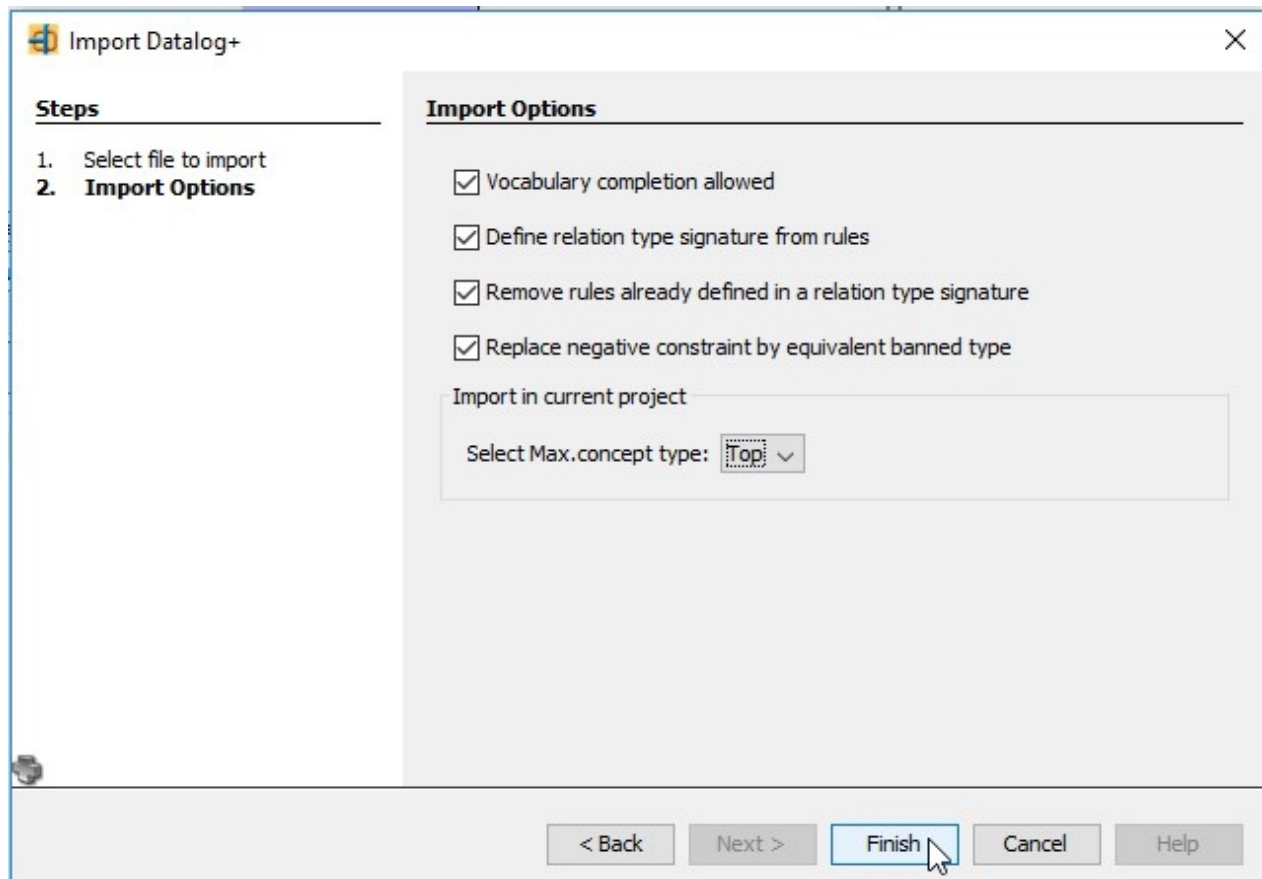 Import Datalog+
Steps
1. Select file to import
2. Import Options
Import Options
Vocabulary completion allowed
Define relation type signature from rules
Remove rules already defined in a relation type signature
Replace negative constraint by equivalent banned type
Import in current project
Select Max.concept type: Top
< Back Next > Finish Cancel Help